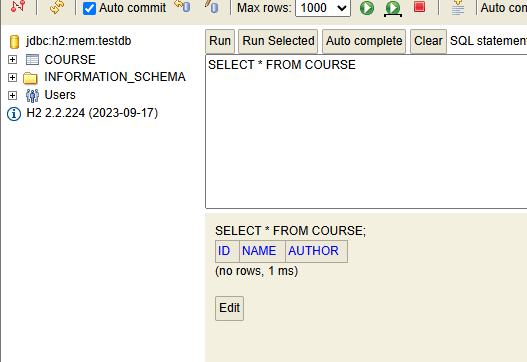 Auto commit
Max rows:
1000
Auto com
jdbc:h2:mem:testdb
COURSE
INFORMATION_SCHEMA
Users
H2 2.2.224 (2023-09-17)
Run
Run Selected
Auto complete
Clear
SQL statement
SELECT * FROM COURSE
SELECT * FROM COURSE;
ID NAME AUTHOR
(no rows, 1 ms)
Edit